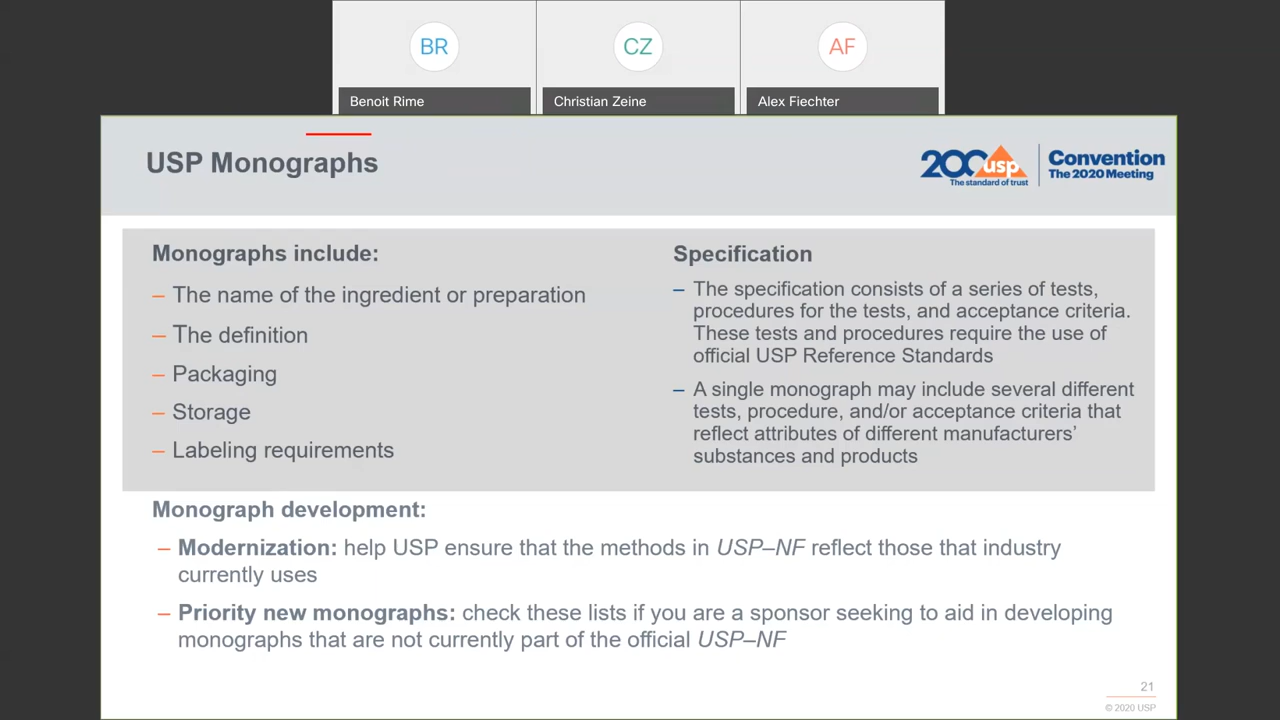 BR
CZ
AF
Benoit Rime
Christian Zeine
Alex Fiechter
USP Monographs
200 usp
The standard of trust
Convention
The 2020 Meeting
Monographs include:
– The name of the ingredient or preparation
– The definition
– Packaging
– Storage
– Labeling requirements
Specification
– The specification consists of a series of tests,
procedures for the tests, and acceptance criteria.
These tests and procedures require the use of
official USP Reference Standards
– A single monograph may include several different
tests, procedure, and/or acceptance criteria that
reflect attributes of different manufacturers’
substances and products
Monograph development:
– Modernization: help USP ensure that the methods in USP–NF reflect those that industry
currently uses
– Priority new monographs: check these lists if you are a sponsor seeking to aid in developing
monographs that are not currently part of the official USP–NF
21
© 2020 USP